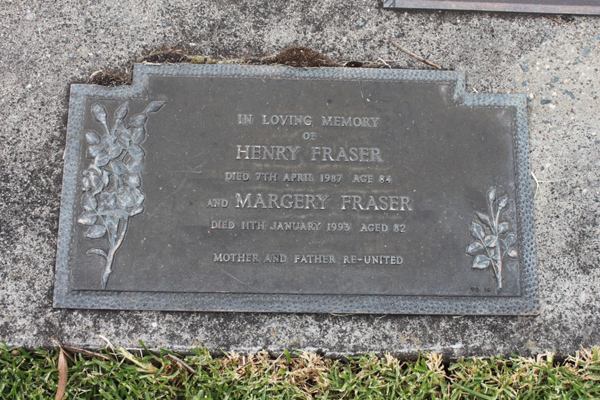 IN LOVING MEMORY
OF
HENRY FRASER
DIED 7TH APRIL 1987 AGE 84
AND MARGERY FRASER
DIED 11TH JANUARY 1993 AGED 82
MOTHER AND FATHER RE-UNITED